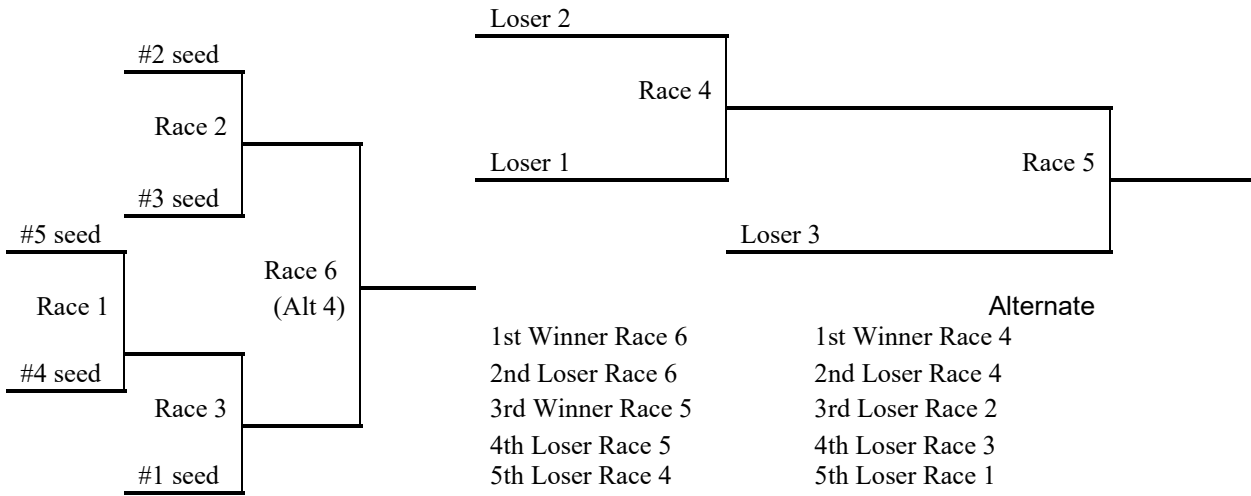 Loser 2
#2 seed
Race 4
Race 2
Loser 1
Race 5
#3 seed
#5 seed
Loser 3
Race 6
(Alt 4)
Race 1
#4 seed
Race 3
#1 seed
1st Winner Race 6
2nd Loser Race 6
3rd Winner Race 5
4th Loser Race 5
5th Loser Race 4
Alternate
1st Winner Race 4
2nd Loser Race 4
3rd Loser Race 2
4th Loser Race 3
5th Loser Race 1